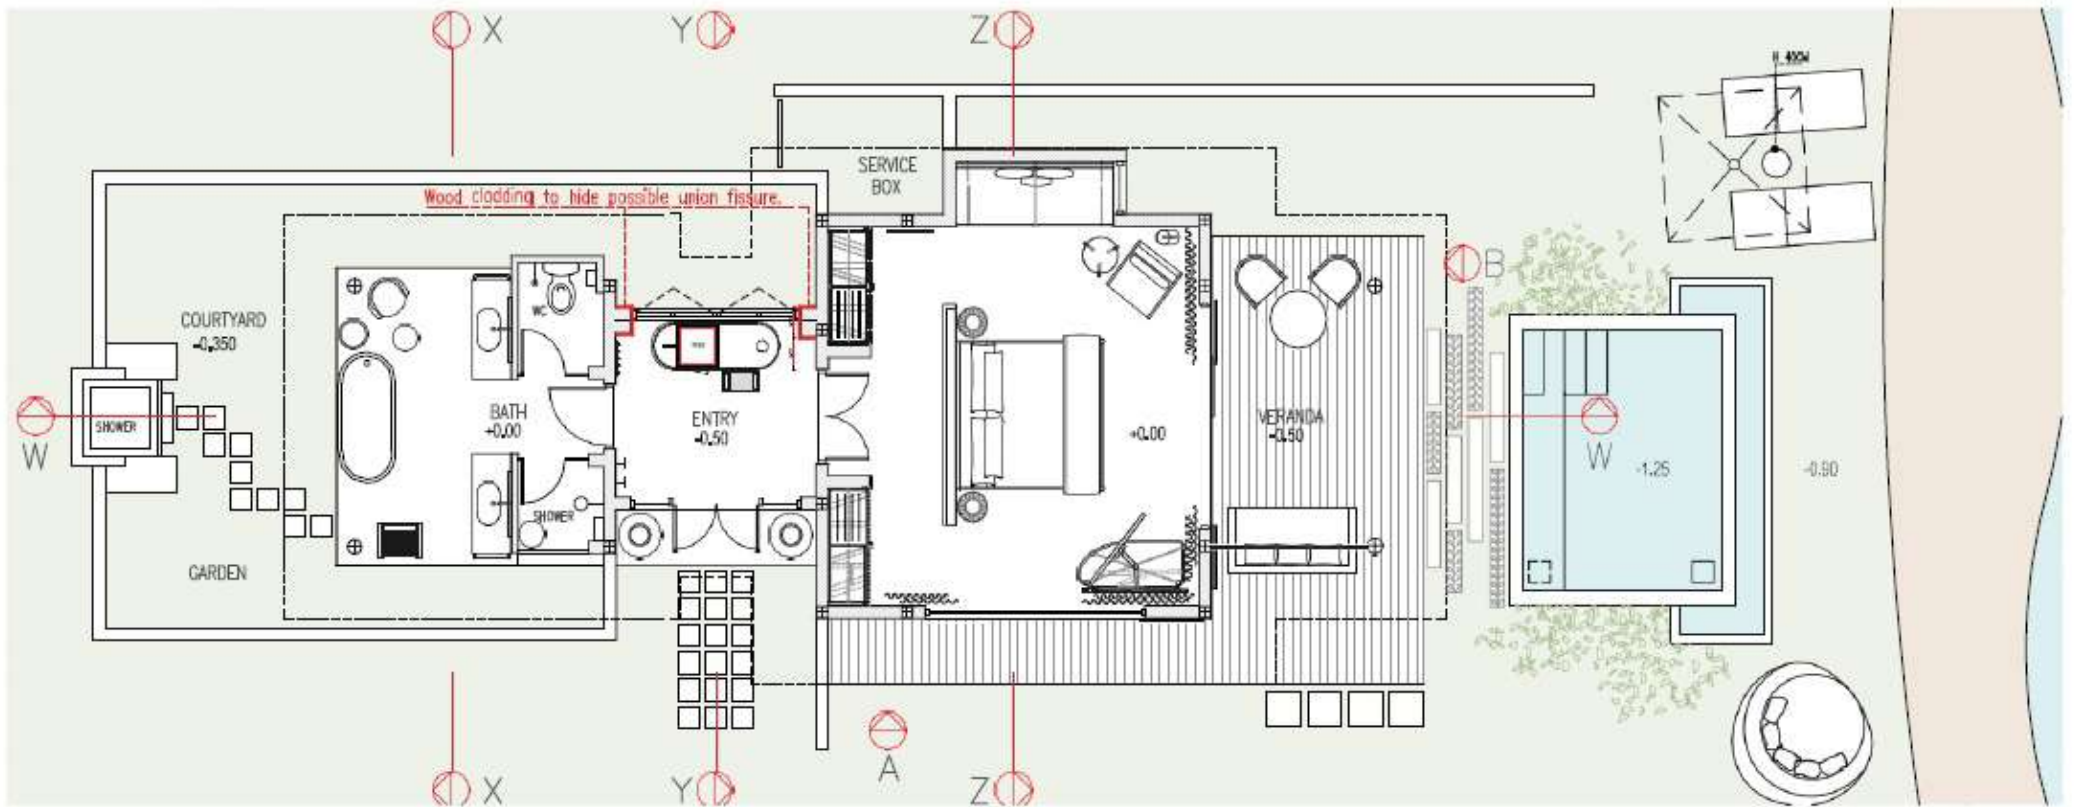 X
Y
Z
H 400W
SERVICE
BOX
Wood cladding to hide possible union fissure.
B
COURTYARD
-0.350
WC
SHOWER
W
BATH
+0.00
ENTRY
-0.50
+0.00
VERANDA
-0.50
W
-1.25
-0.90
SHOWER
GARDEN
A
X
Y
Z